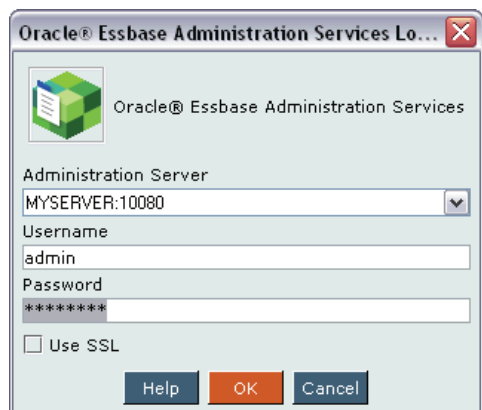 Oracle® Essbase Administration Services Lo...
Oracle® Essbase Administration Services
Administration Server
MYSERVER:10080
Username
admin
Password
********
Use SSL
Help OK Cancel